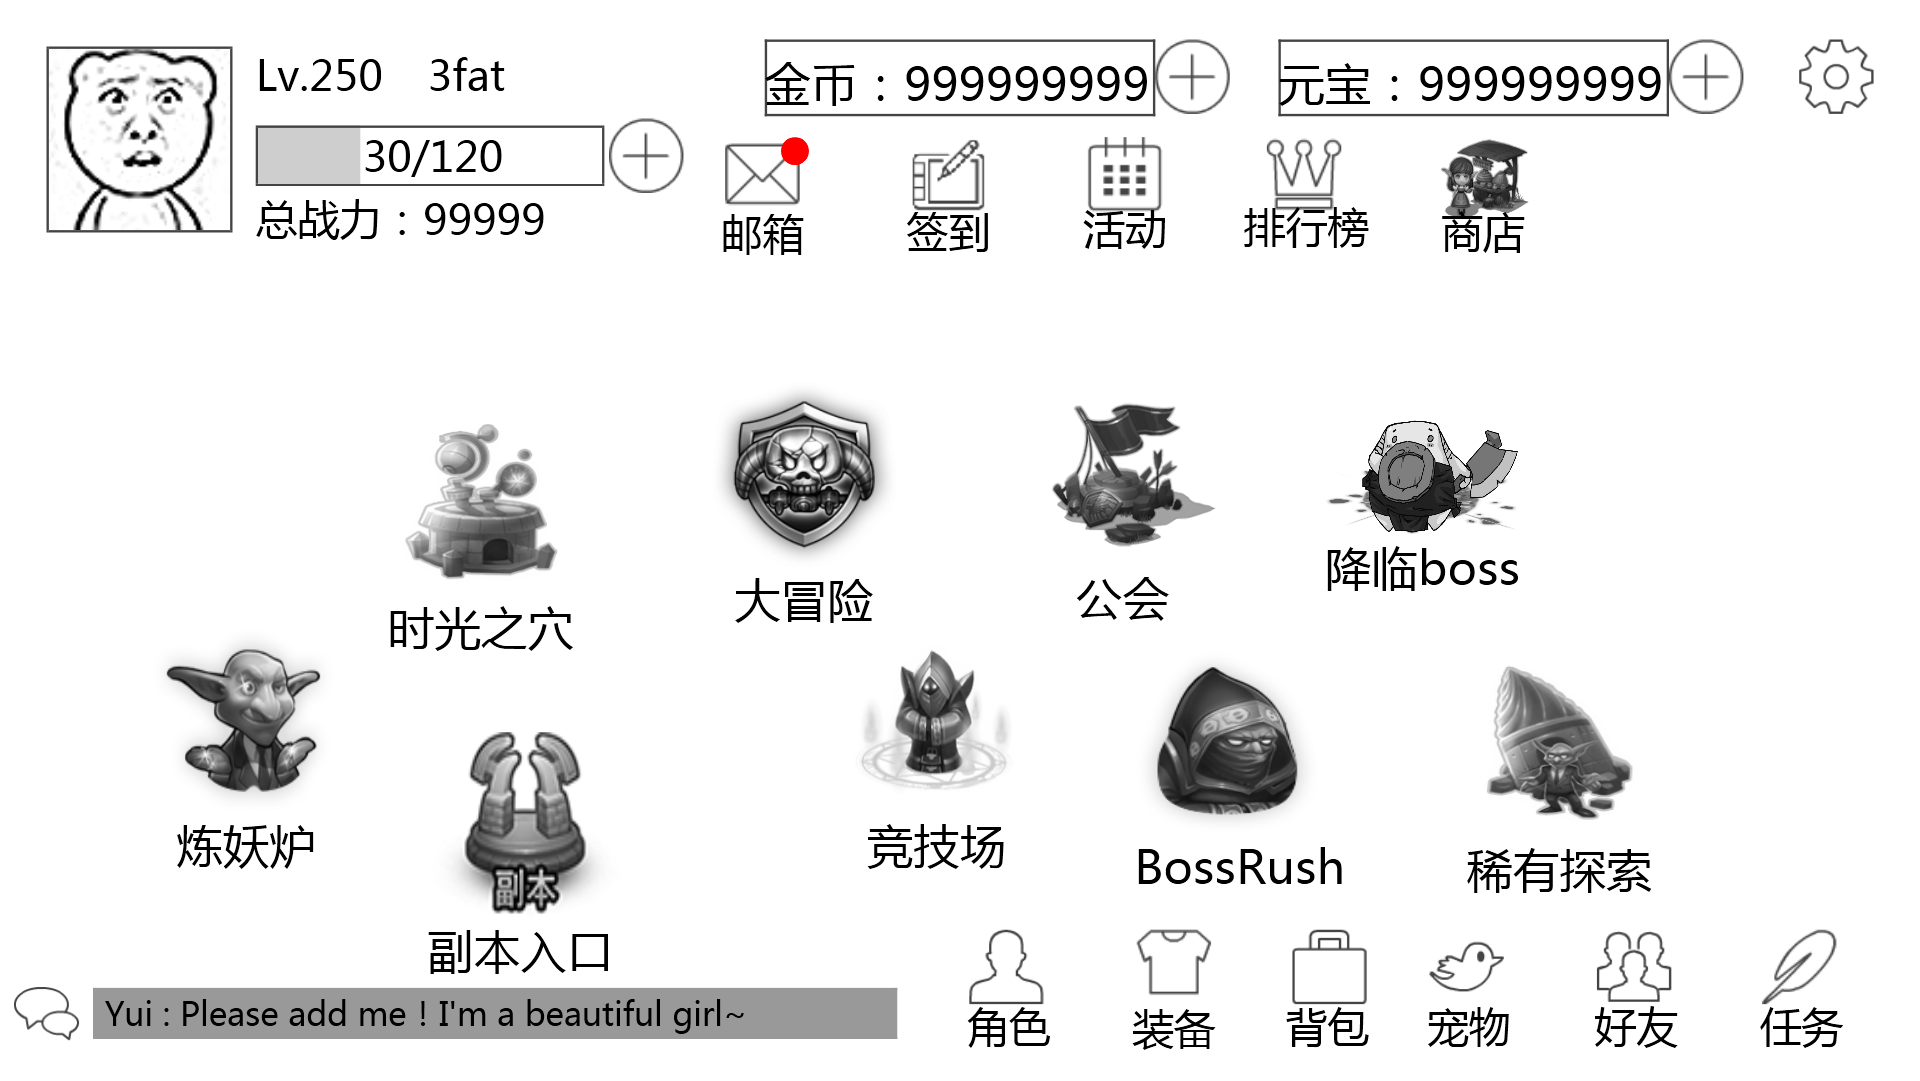 Lv.250 3fat
金币：999999999
元宝：999999999
30/120
总战力：99999
邮箱
签到
活动
排行榜
商店
时光之穴
大冒险
公会
降临boss
炼妖炉
副本
副本入口
竞技场
BossRush
稀有探索
Yui : Please add me ! I'm a beautiful girl~
角色
装备
背包
宠物
好友
任务